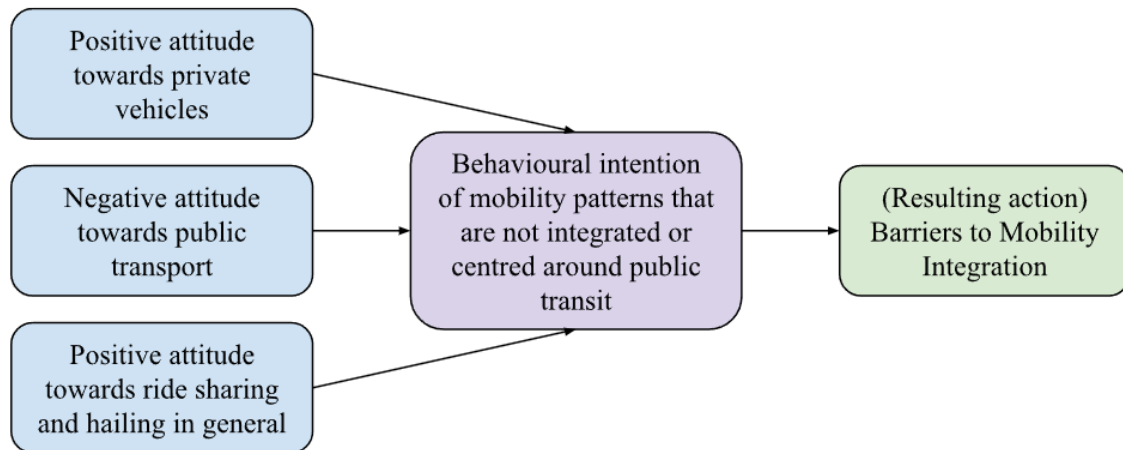 Positive attitude
towards private
vehicles
Negative attitude
towards public
transport
Positive attitude
towards ride sharing
and hailing in general
Behavioural intention
of mobility patterns that
are not integrated or
centred around public
transit
(Resulting action)
Barriers to Mobility
Integration